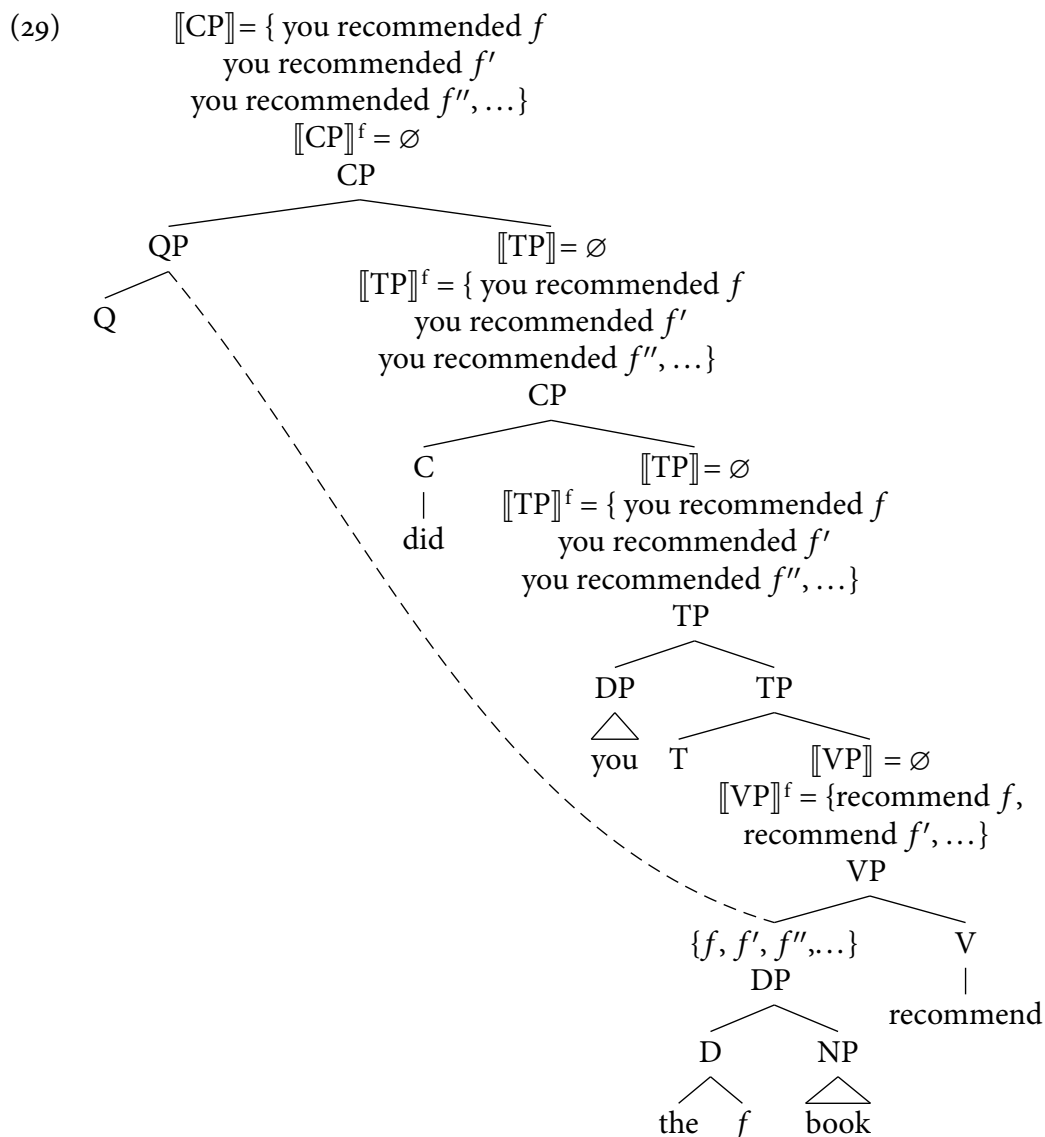 (29)
⟦CP⟧= { you recommended f
you recommended f′
you recommended f′′, …}
⟦CP⟧ᶠ = ∅
CP
QP
⟦TP⟧= ∅
Q
⟦TP⟧ᶠ = { you recommended f
you recommended f′
you recommended f′′, …}
CP
C
⟦TP⟧= ∅
did
⟦TP⟧ᶠ = { you recommended f
you recommended f′
you recommended f′′, …}
TP
DP TP
you T
⟦VP⟧ = ∅
⟦VP⟧ᶠ = {recommend f,
recommend f′, …}
VP
{f, f′, f′′,…} V
DP
recommend
D NP
the f book